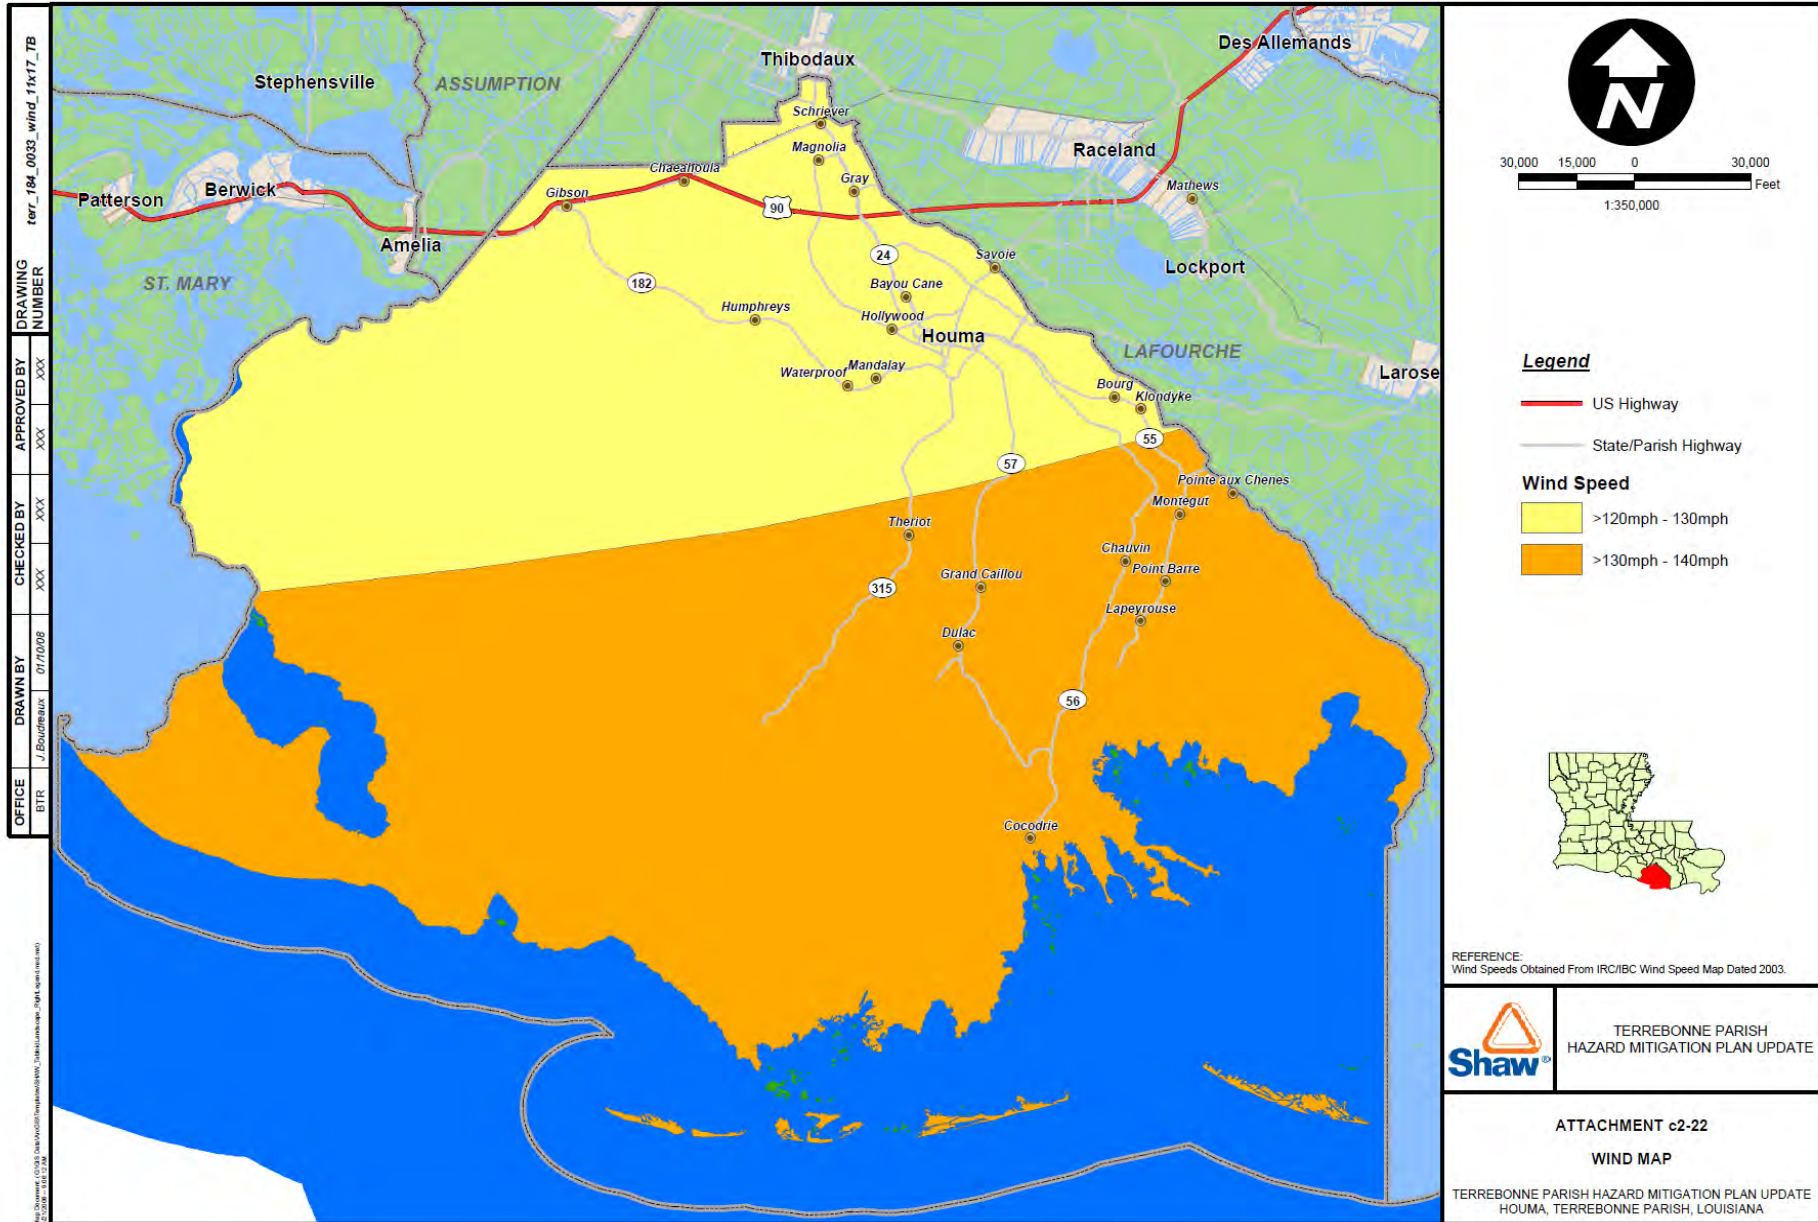 terr_184_0033_wind_11x17_TB
DRAWING
NUMBER
APPROVED BY
XXX
XXX
CHECKED BY
XXX
XXX
DRAWN BY
J.Boudreaux
01/10/08
OFFICE
BTR
Thibodaux
Des Allemands
Stephensville
ASSUMPTION
Schriever
Magnolia
Raceland
Chacahoula
Gray
Mathews
Patterson
Berwick
Gibson
90
Amelia
24
Savoie
Lockport
ST. MARY
182
Bayou Cane
Humphreys
Hollywood
Houma
LAFOURCHE
Waterproof
Mandalay
Larose
Bourg
Klondyke
55
57
Pointe aux Chenes
Montegut
Theriot
Chauvin
Point Barre
Grand Caillou
315
Lapeyrouse
Dulac
56
Cocodrie
N
30,000 15,000 0 30,000
Feet
1:350,000
Legend
US Highway
State/Parish Highway
Wind Speed
>120mph - 130mph
>130mph - 140mph
REFERENCE:
Wind Speeds Obtained From IRC/IBC Wind Speed Map Dated 2003.
Shaw®
TERREBONNE PARISH
HAZARD MITIGATION PLAN UPDATE
ATTACHMENT c2-22
WIND MAP
TERREBONNE PARISH HAZARD MITIGATION PLAN UPDATE
HOUMA, TERREBONNE PARISH, LOUISIANA